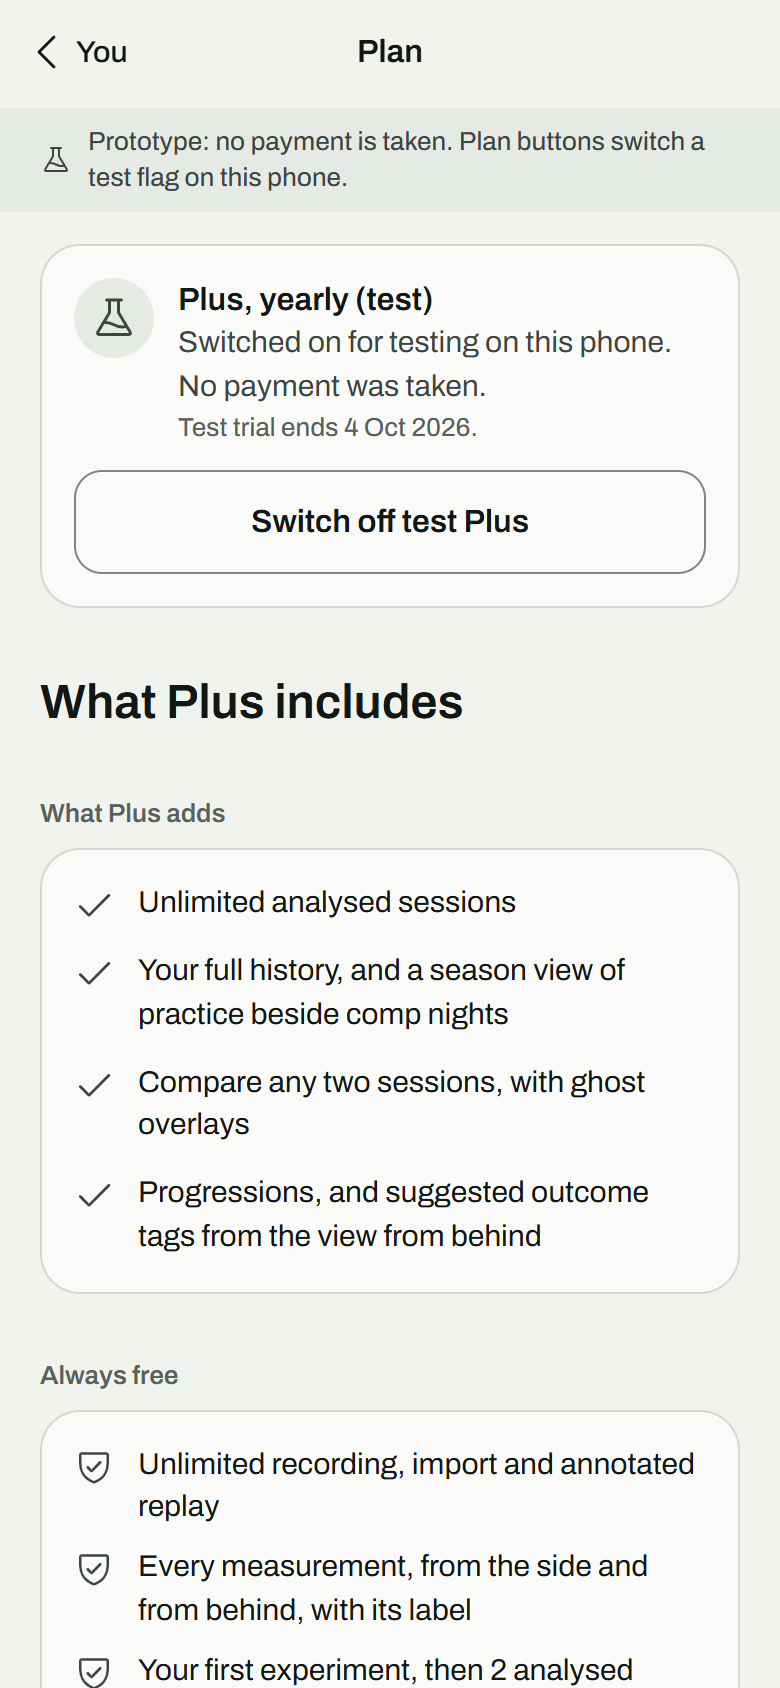 You
Plan
Prototype: no payment is taken. Plan buttons switch a
test flag on this phone.
Plus, yearly (test)
Switched on for testing on this phone.
No payment was taken.
Test trial ends 4 Oct 2026.
Switch off test Plus
What Plus includes
What Plus adds
Unlimited analysed sessions
Your full history, and a season view of
practice beside comp nights
Compare any two sessions, with ghost
overlays
Progressions, and suggested outcome
tags from the view from behind
Always free
Unlimited recording, import and annotated
replay
Every measurement, from the side and
from behind, with its label
Your first experiment, then 2 analysed